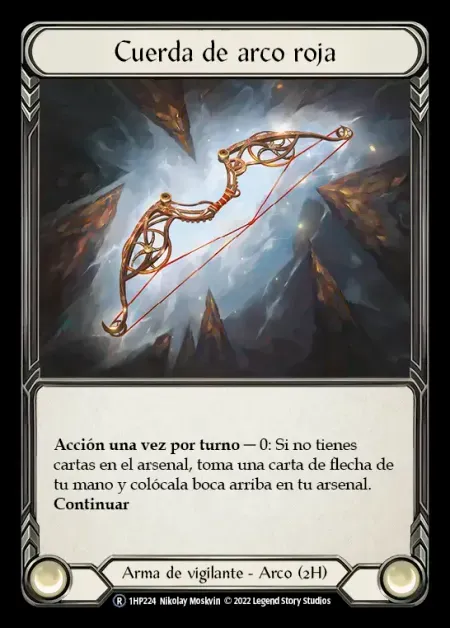 Cuerda de arco roja
Acción una vez por turno — 0: Si no tienes
cartas en el arsenal, toma una carta de flecha de
tu mano y colócala boca arriba en tu arsenal.
Continuar
Arma de vigilante - Arco (2H)
R 1HP224 Nikolay Moskvin © 2022 Legend Story Studios